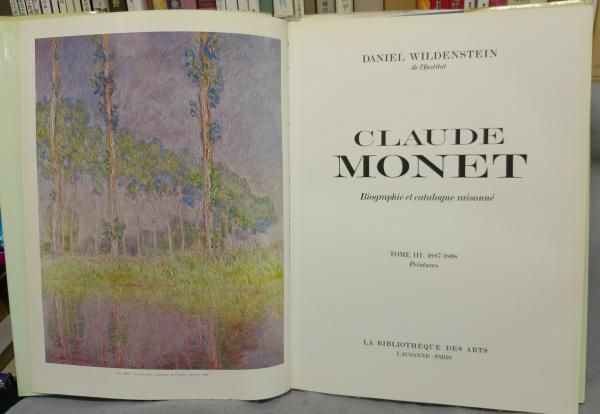 DANIEL WILDENSTEIN
de l'Institut
CLAUDE
MONET
Biographie et catalogue raisonné
TOME III: 1887-1898
Peintures
LA BIBLIOTHÈQUE DES ARTS
LAUSANNE - PARIS